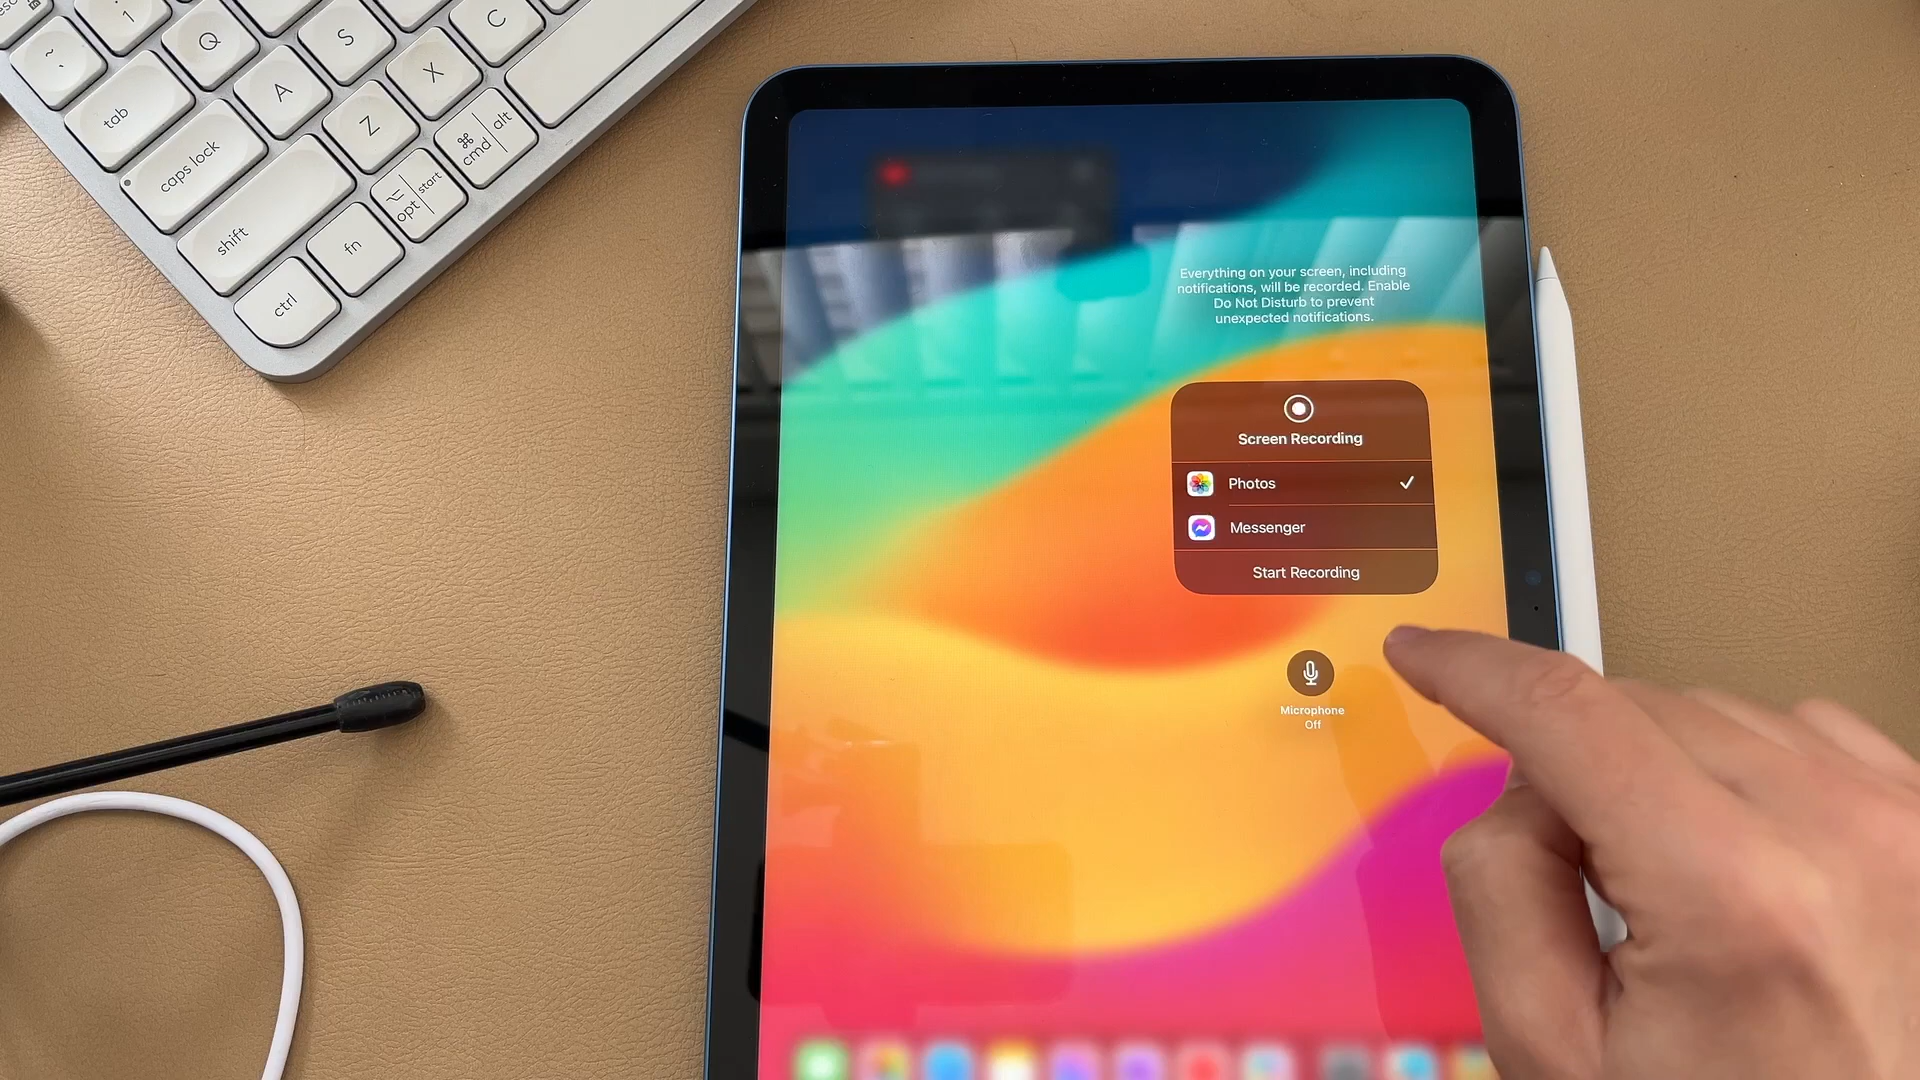 esc
~
`
1
Q
S
C
tab
A
X
caps lock
Z
⌘ cmd | alt
shift
⌥ opt | start
fn
ctrl
Everything on your screen, including
notifications, will be recorded. Enable
Do Not Disturb to prevent
unexpected notifications.
Screen Recording
Photos
Messenger
Start Recording
Microphone
Off